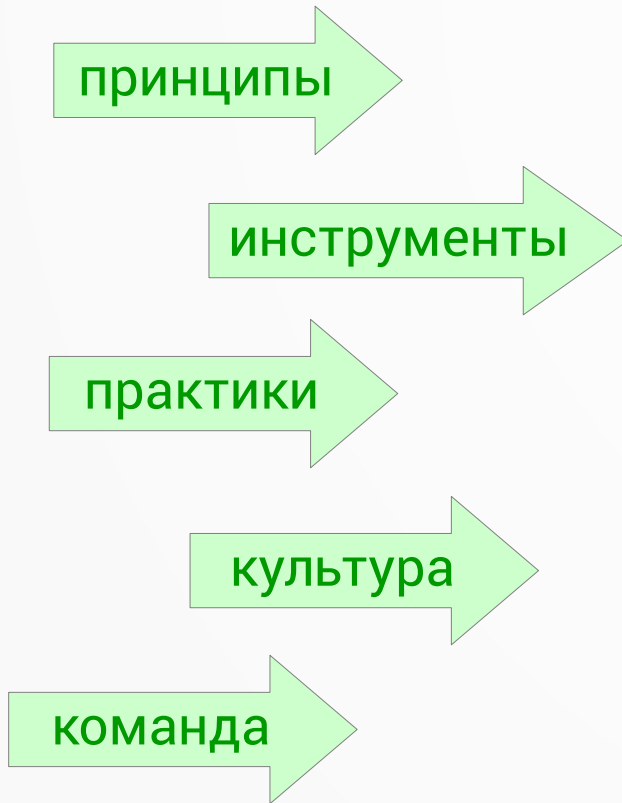 принципы
инструменты
практики
культура
команда